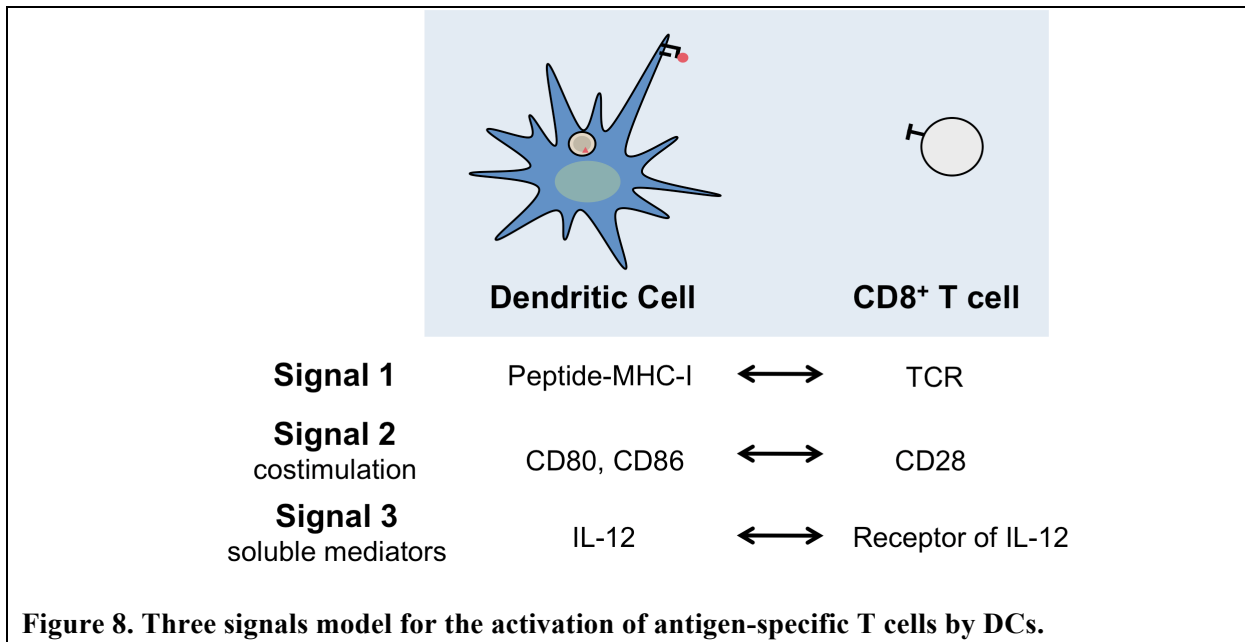 Dendritic Cell CD8⁺ T cell
Signal 1 Peptide-MHC-I TCR
Signal 2
costimulation CD80, CD86 CD28
Signal 3
soluble mediators IL-12 Receptor of IL-12
Figure 8. Three signals model for the activation of antigen-specific T cells by DCs.